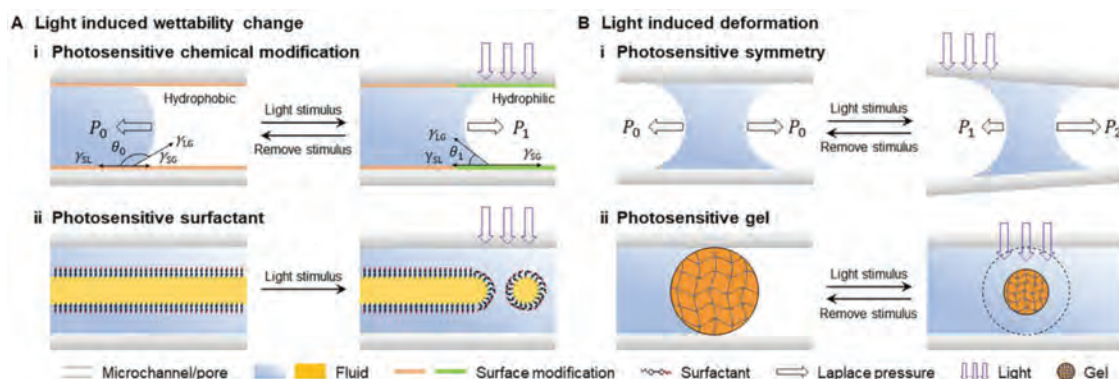 A Light induced wettability change
i Photosensitive chemical modification
Hydrophobic
P₀
θ₀
γLG
γSL
γSG
Light stimulus
Remove stimulus
Hydrophilic
γLG
P₁
γSL
θ₁
γSG
ii Photosensitive surfactant
Light stimulus
B Light induced deformation
i Photosensitive symmetry
P₀
P₀
Light stimulus
Remove stimulus
P₁
P₂
ii Photosensitive gel
Light stimulus
Remove stimulus
Microchannel/pore
Fluid
Surface modification
Surfactant
Laplace pressure
Light
Gel